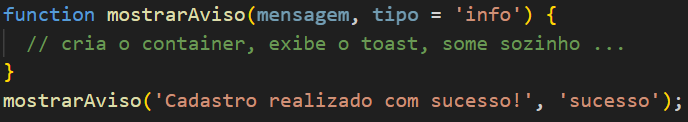 function mostrarAviso(mensagem, tipo = 'info') {
  // cria o container, exibe o toast, some sozinho ...
}
mostrarAviso('Cadastro realizado com sucesso!', 'sucesso');